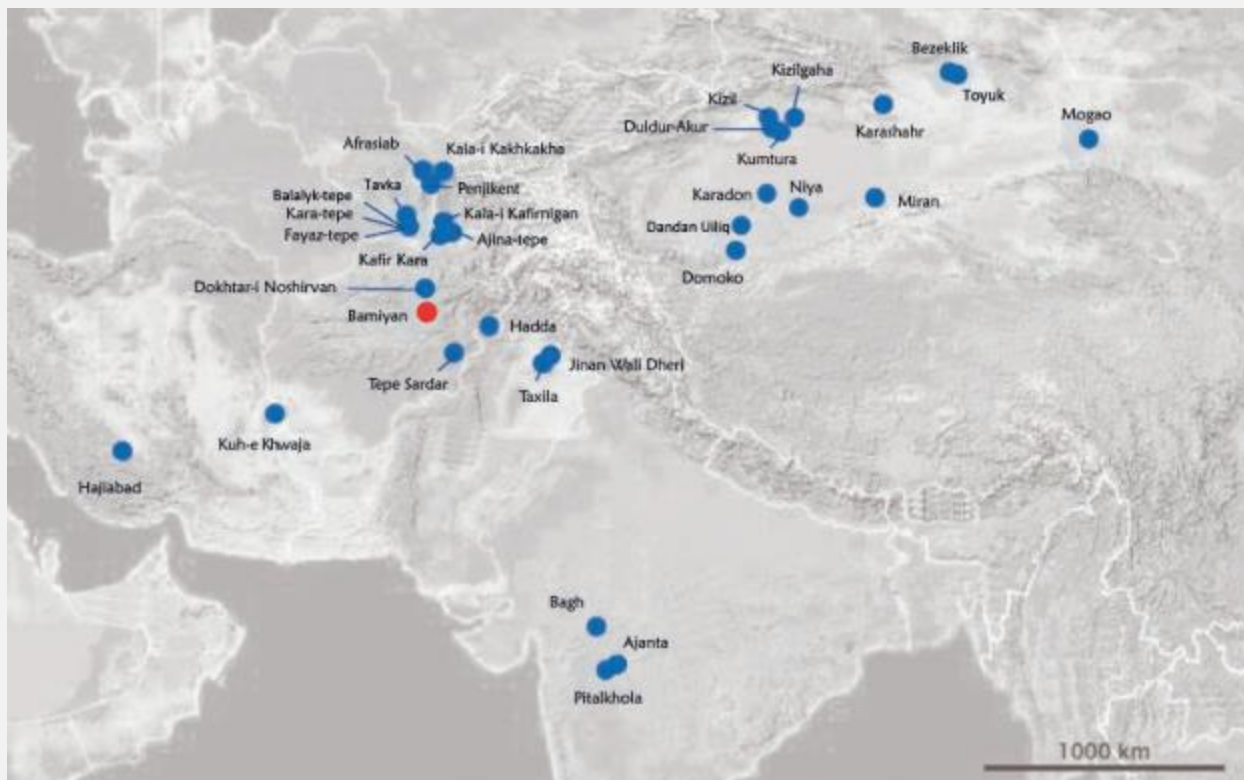 Bezeklik
Kizilgaha
Toyuk
Kizil
Mogao
Duldur-Akur
Karashahr
Afrasiab
Kala-i Kakhkakha
Kumtura
Tavka
Penjikent
Balalyk-tepe
Karadon
Niya
Miran
Kara-tepe
Kala-i Kafirnigan
Fayaz-tepe
Ajina-tepe
Dandan Uiliq
Kafir Kara
Domoko
Dokhtar-i Noshirvan
Bamiyan
Hadda
Jinan Wali Dheri
Tepe Sardar
Taxila
Kuh-e Khwaja
Hajiabad
Bagh
Ajanta
Pitalkhola
1000 km